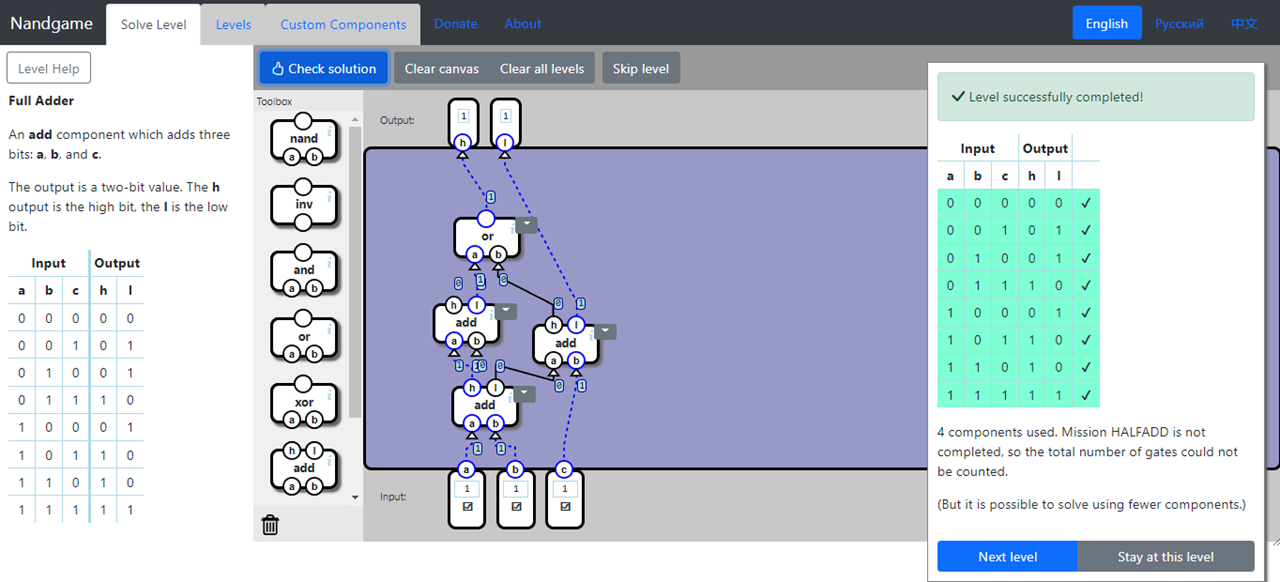 Nandgame Solve Level Levels Custom Components Donate About English Русский 中文
Level Help
Full Adder
An add component which adds three
bits: a, b, and c.
The output is a two-bit value. The h
output is the high bit, the l is the low
bit.
Input Output
a b c h l
0 0 0 0 0
0 0 1 0 1
0 1 0 0 1
0 1 1 1 0
1 0 0 0 1
1 0 1 1 0
1 1 0 1 0
1 1 1 1 1
Check solution Clear canvas Clear all levels Skip level
Toolbox
nand
a b
inv
and
a b
or
a b
xor
a b
h l
add
a b
Output:
1 1
h l
1
or
a b
0 1 0
0 1
h l
add
a b
h l
add
a b
1 0 0
0 1
h l
add
a b
1 1
a b c
Input:
1 1 1
Level successfully completed!
Input Output
a b c h l
0 0 0 0 0 ✓
0 0 1 0 1 ✓
0 1 0 0 1 ✓
0 1 1 1 0 ✓
1 0 0 0 1 ✓
1 0 1 1 0 ✓
1 1 0 1 0 ✓
1 1 1 1 1 ✓
4 components used. Mission HALFADD is not
completed, so the total number of gates could not
be counted.
(But it is possible to solve using fewer components.)
Next level Stay at this level